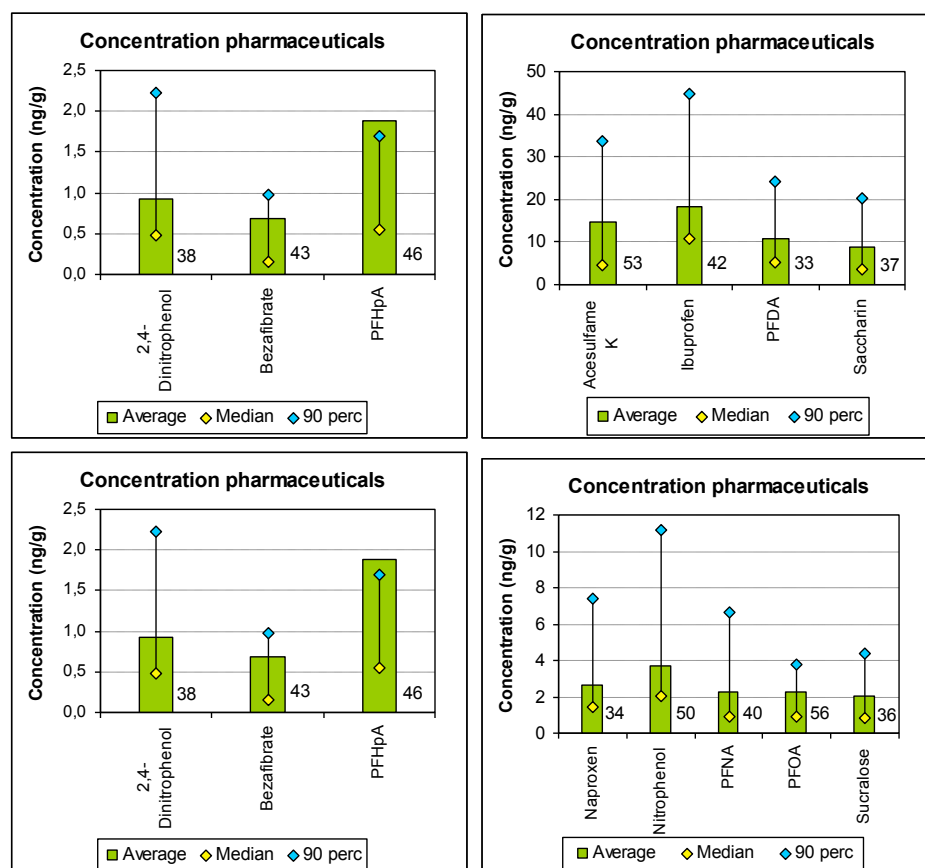 Concentration pharmaceuticals
Concentration (ng/g)
2,5
2,0
1,5
1,0
0,5
0,0
38
43
46
2,4-
Dinitrophenol
Bezafibrate
PFHpA
Average Median 90 perc
Concentration pharmaceuticals
Concentration (ng/g)
50
40
30
20
10
0
53
42
33
37
Acesulfame
K
Ibuprofen
PFDA
Saccharin
Average Median 90 perc
Concentration pharmaceuticals
Concentration (ng/g)
2,5
2,0
1,5
1,0
0,5
0,0
38
43
46
2,4-
Dinitrophenol
Bezafibrate
PFHpA
Average Median 90 perc
Concentration pharmaceuticals
Concentration (ng/g)
12
10
8
6
4
2
0
34
50
40
56
36
Naproxen
Nitrophenol
PFNA
PFOA
Sucralose
Average Median 90 perc